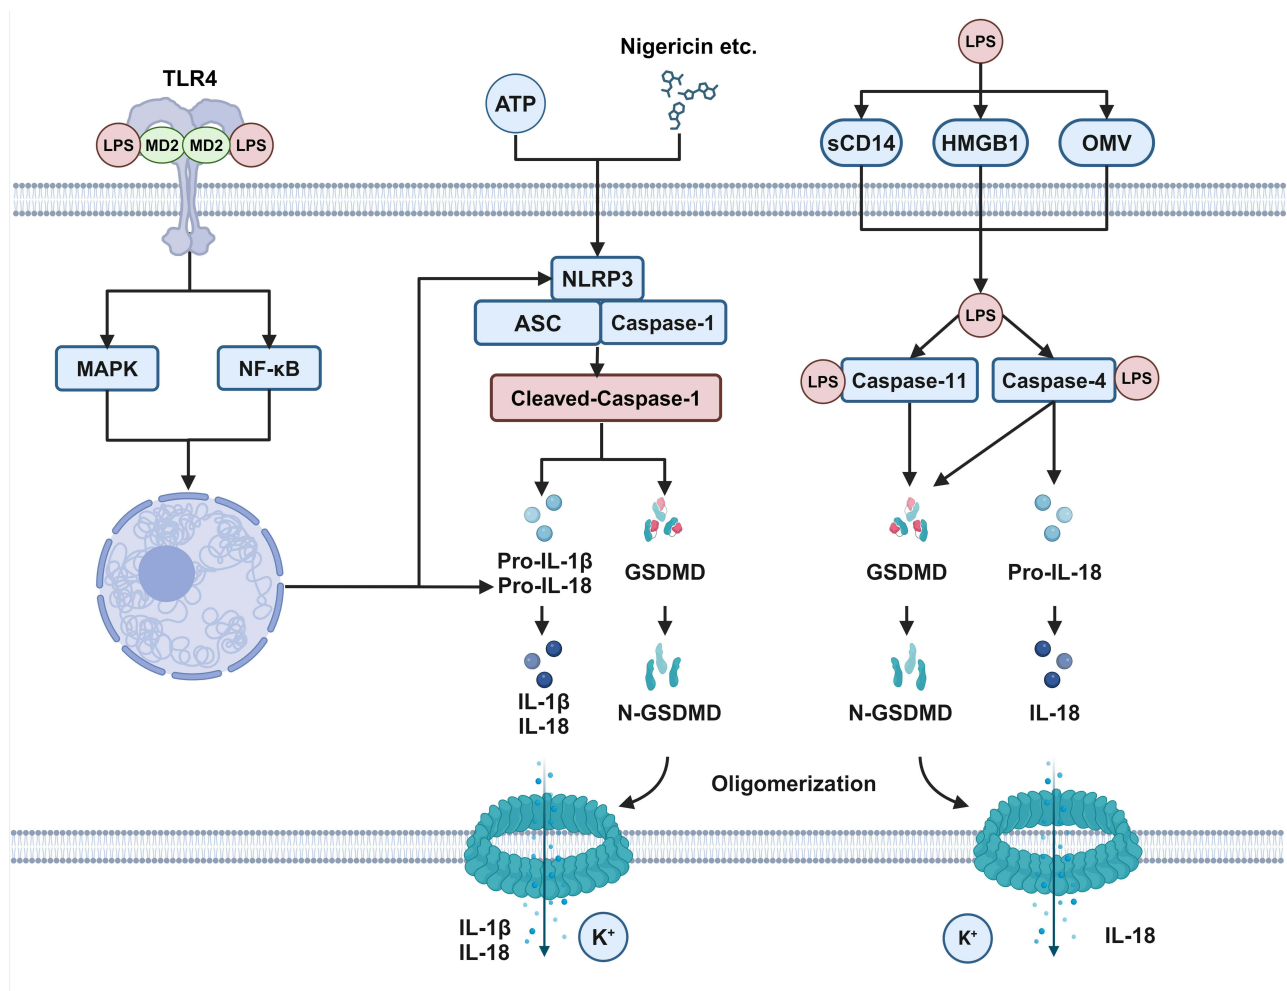 TLR4
LPS
MD2
MD2
LPS
MAPK
NF-κB
ATP
Nigericin etc.
NLRP3
ASC
Caspase-1
Cleaved-Caspase-1
Pro-IL-1β
Pro-IL-18
GSDMD
IL-1β
IL-18
N-GSDMD
IL-1β
IL-18
K⁺
Oligomerization
LPS
sCD14
HMGB1
OMV
LPS
LPS
Caspase-11
Caspase-4
LPS
GSDMD
Pro-IL-18
N-GSDMD
IL-18
K⁺
IL-18